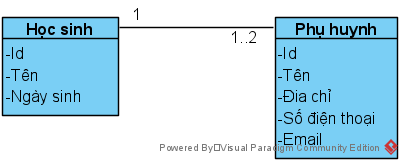 Học sinh
-Id
-Tên
-Ngày sinh
1
1..2
Phụ huynh
-Id
-Tên
-Đia chỉ
-Số điện thoại
-Email
Powered By Visual Paradigm Community Edition